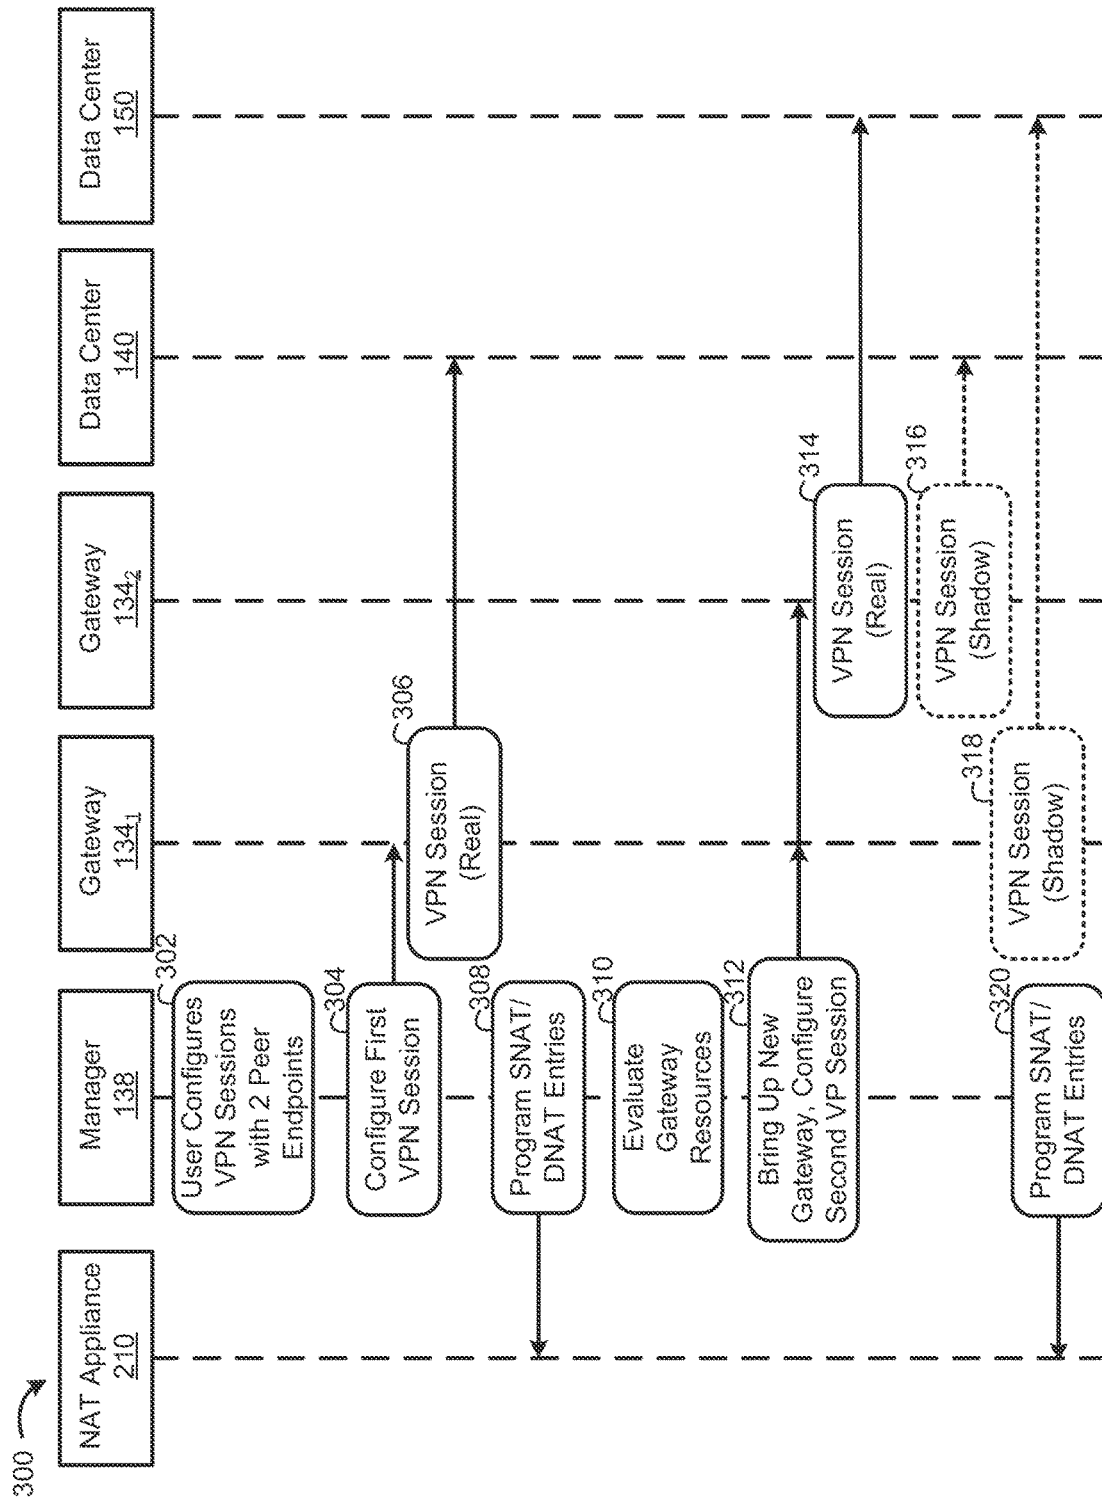 300
NAT Appliance
210
Manager
138
Gateway
134₁
Gateway
134₂
Data Center
140
Data Center
150
302
User Configures
VPN Sessions
with 2 Peer
Endpoints
304
Configure First
VPN Session
306
VPN Session
(Real)
308
Program SNAT/
DNAT Entries
310
Evaluate
Gateway
Resources
312
Bring Up New
Gateway, Configure
Second VP Session
314
VPN Session
(Real)
316
VPN Session
(Shadow)
318
VPN Session
(Shadow)
320
Program SNAT/
DNAT Entries